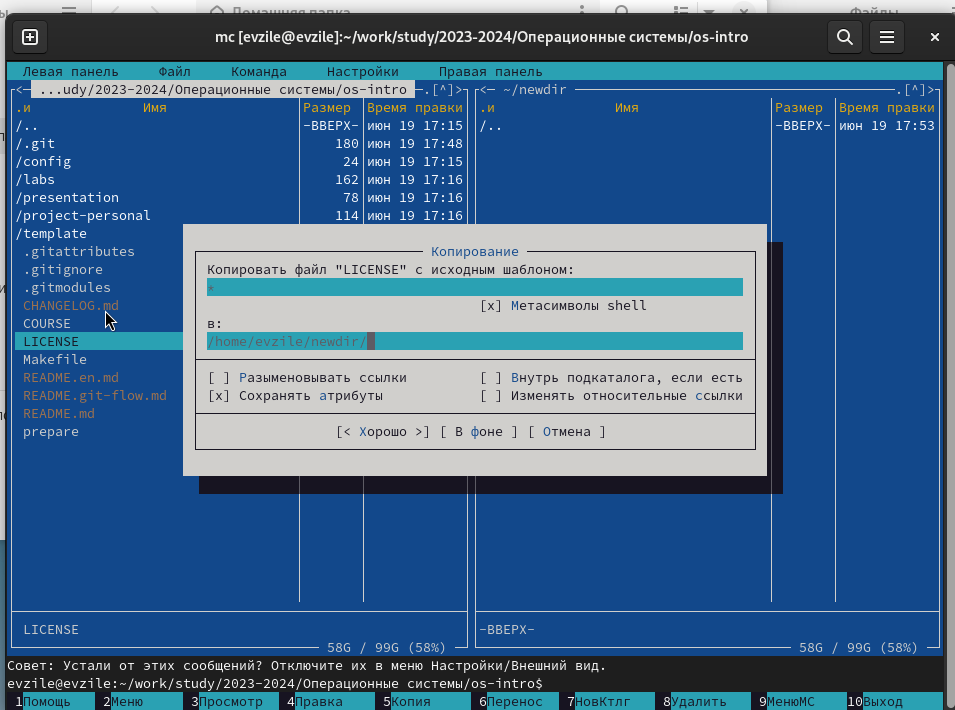 Домашняя папка
Файлы
mc [evzile@evzile]:~/work/study/2023-2024/Операционные системы/os-intro
Левая панель Файл Команда Настройки Правая панель
<─ ...udy/2023-2024/Операционные системы/os-intro ─.[^]>
<─ ~/newdir ─.[^]>
.и Имя Размер Время правки
.и Имя Размер Время правки
/.. -ВВЕРХ- июн 19 17:15
/.. -ВВЕРХ- июн 19 17:53
/.git 180 июн 19 17:48
/config 24 июн 19 17:15
/labs 162 июн 19 17:16
/presentation 78 июн 19 17:16
/project-personal 114 июн 19 17:16
/template
.gitattributes
.gitignore
.gitmodules
CHANGELOG.md
COURSE
LICENSE
Makefile
README.en.md
README.git-flow.md
README.md
prepare
Копирование
Копировать файл "LICENSE" с исходным шаблоном:
*
[x] Метасимволы shell
в:
/home/evzile/newdir/
[ ] Разыменовывать ссылки [ ] Внутрь подкаталога, если есть
[x] Сохранять атрибуты [ ] Изменять относительные ссылки
[< Хорошо >] [ В фоне ] [ Отмена ]
LICENSE
-ВВЕРХ-
58G / 99G (58%)
58G / 99G (58%)
Совет: Устали от этих сообщений? Отключите их в меню Настройки/Внешний вид.
evzile@evzile:~/work/study/2023-2024/Операционные системы/os-intro$
1Помощь 2Меню 3Просмотр 4Правка 5Копия 6Перенос 7НовКтлг 8Удалить 9МенюМС 10Выход